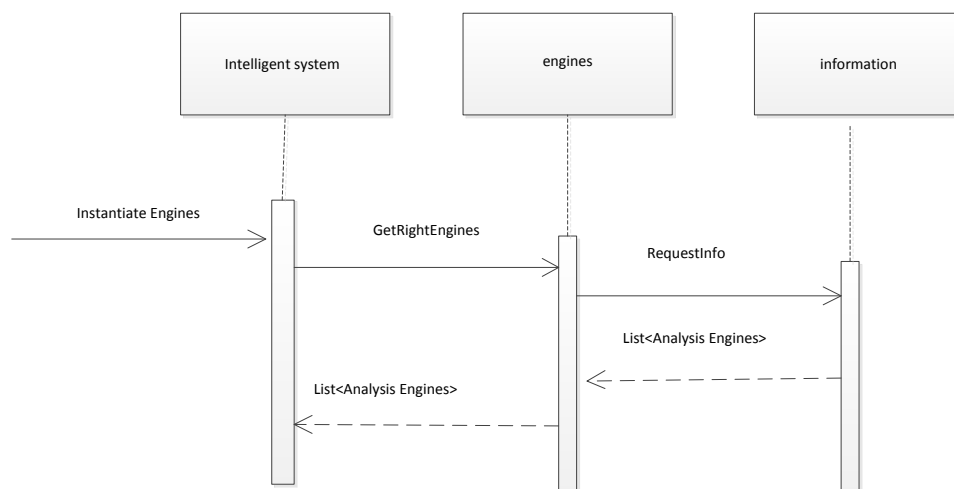 Intelligent system
engines
information
Instantiate Engines
GetRightEngines
RequestInfo
List<Analysis Engines>
List<Analysis Engines>